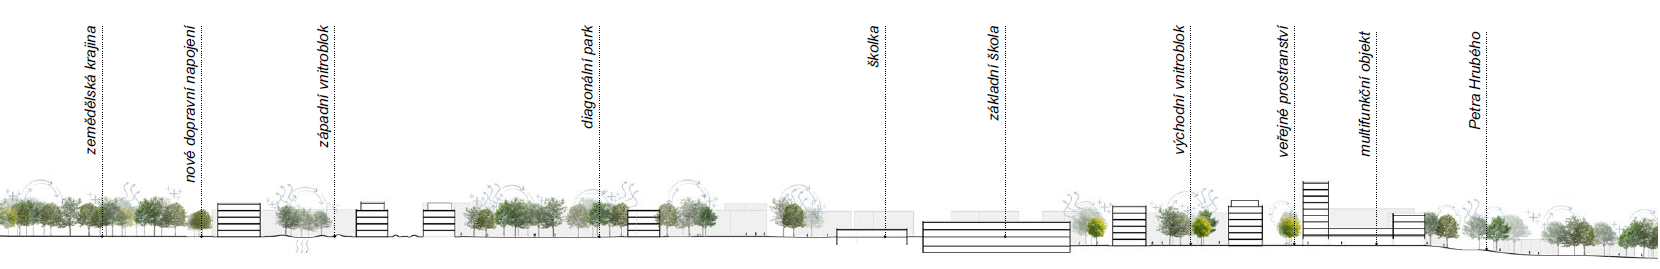 zemědělská krajina
nové dopravní napojení
západní vnitroblok
diagonální park
školka
základní škola
východní vnitroblok
veřejné prostranství
multifunkční objekt
Petra Hrubého